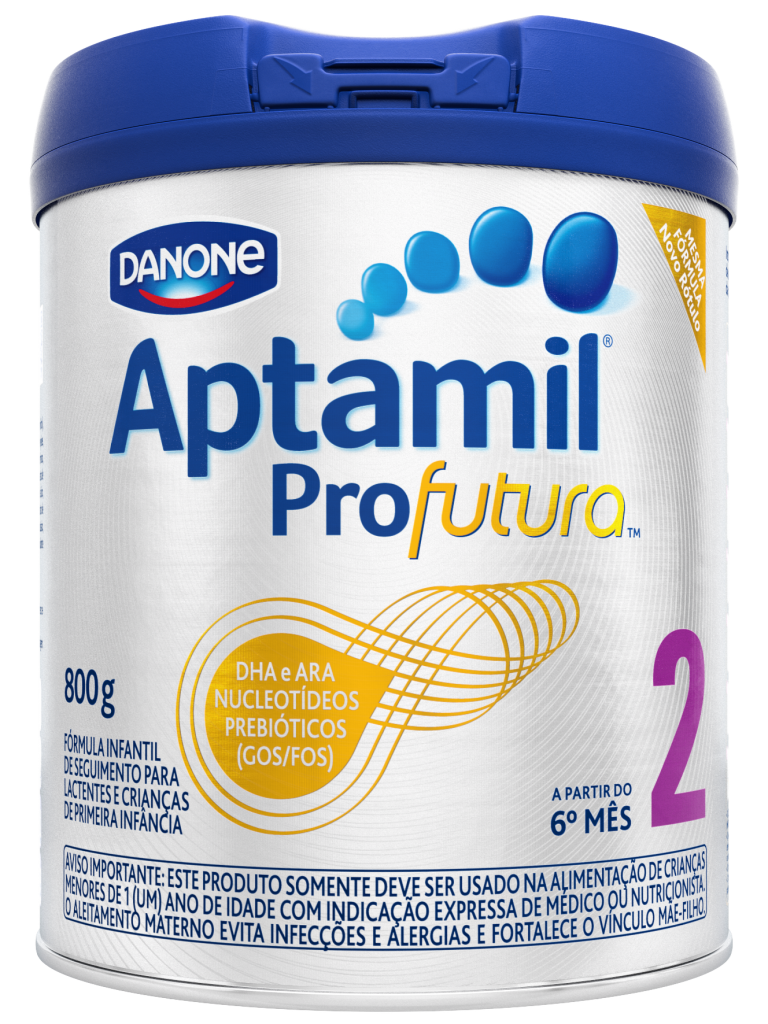 DANONE
MESMA
FÓRMULA
Novo Rótulo
Aptamil®
Profutura™
DHA e ARA
NUCLEOTÍDEOS
PREBIÓTICOS
(GOS/FOS)
800g
FÓRMULA INFANTIL
DE SEGUIMENTO PARA
LACTENTES E CRIANÇAS
DE PRIMEIRA INFÂNCIA
A PARTIR DO
6º MÊS
2
AVISO IMPORTANTE: ESTE PRODUTO SOMENTE DEVE SER USADO NA ALIMENTAÇÃO DE CRIANÇAS
MENORES DE 1 (UM) ANO DE IDADE COM INDICAÇÃO EXPRESSA DE MÉDICO OU NUTRICIONISTA.
O ALEITAMENTO MATERNO EVITA INFECÇÕES E ALERGIAS E FORTALECE O VÍNCULO MÃE-FILHO.